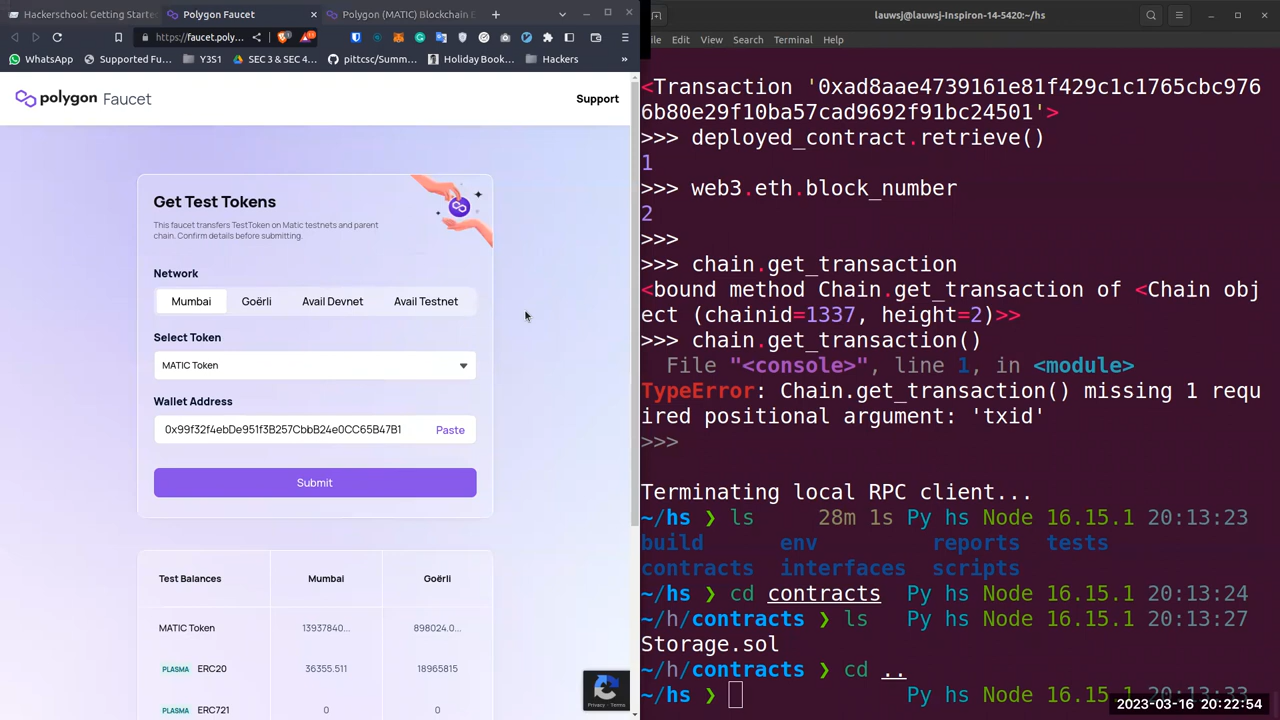 Hackerschool: Getting Starte
Polygon Faucet
Polygon (MATIC) Blockchain E
https://faucet.poly...
WhatsApp
Supported Fu...
3S1
SEC 3 & SEC 4...
pittcsc/Summ...
Holiday Book...
Hackers
polygon Faucet
Support
Get Test Tokens
This faucet transfers TestToken on Matic testnets and parent
chain. Confirm details before submitting.
Network
Mumbai Goërli Avail Devnet Avail Testnet
Select Token
MATIC Token
Wallet Address
0x99f32f4ebDe951f3B257CbbB24e0CC65B47B1 Paste
Submit
Test Balances Mumbai Goërli
MATIC Token 13937840... 898024.0...
PLASMA ERC20 36355.511 18965815
PLASMA ERC721 0 0
Privacy - Terms
lauwsj@lauwsj-Inspiron-14-5420:~/hs
ile Edit View Search Terminal Help
<Transaction '0xad8aae4739161e81f429c1c1765cbc976
6b80e29f10ba57cad9692f91bc24501'>
>>> deployed_contract.retrieve()
1
>>> web3.eth.block_number
2
>>>
>>> chain.get_transaction
<bound method Chain.get_transaction of <Chain obj
ect (chainid=1337, height=2)>>
>>> chain.get_transaction()
File "<console>", line 1, in <module>
TypeError: Chain.get_transaction() missing 1 requ
ired positional argument: 'txid'
>>>
Terminating local RPC client...
~/hs ❯ ls 28m 1s Py hs Node 16.15.1 20:13:23
build env reports tests
contracts interfaces scripts
~/hs ❯ cd contracts Py hs Node 16.15.1 20:13:24
~/h/contracts ❯ ls Py hs Node 16.15.1 20:13:27
Storage.sol
~/h/contracts ❯ cd ..
~/hs ❯ Py hs Node 16.15.1 20:13:33
2023-03-16 20:22:54